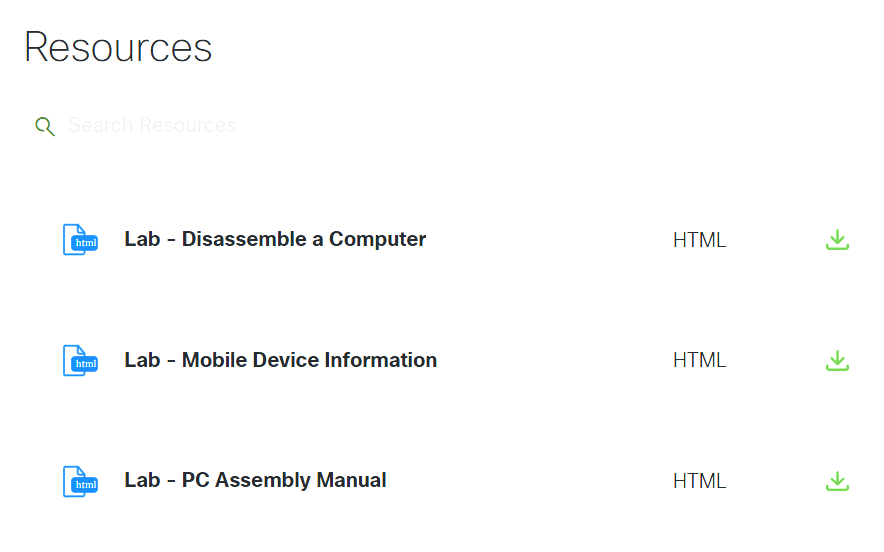 Resources
Search Resources
html Lab - Disassemble a Computer HTML
html Lab - Mobile Device Information HTML
html Lab - PC Assembly Manual HTML